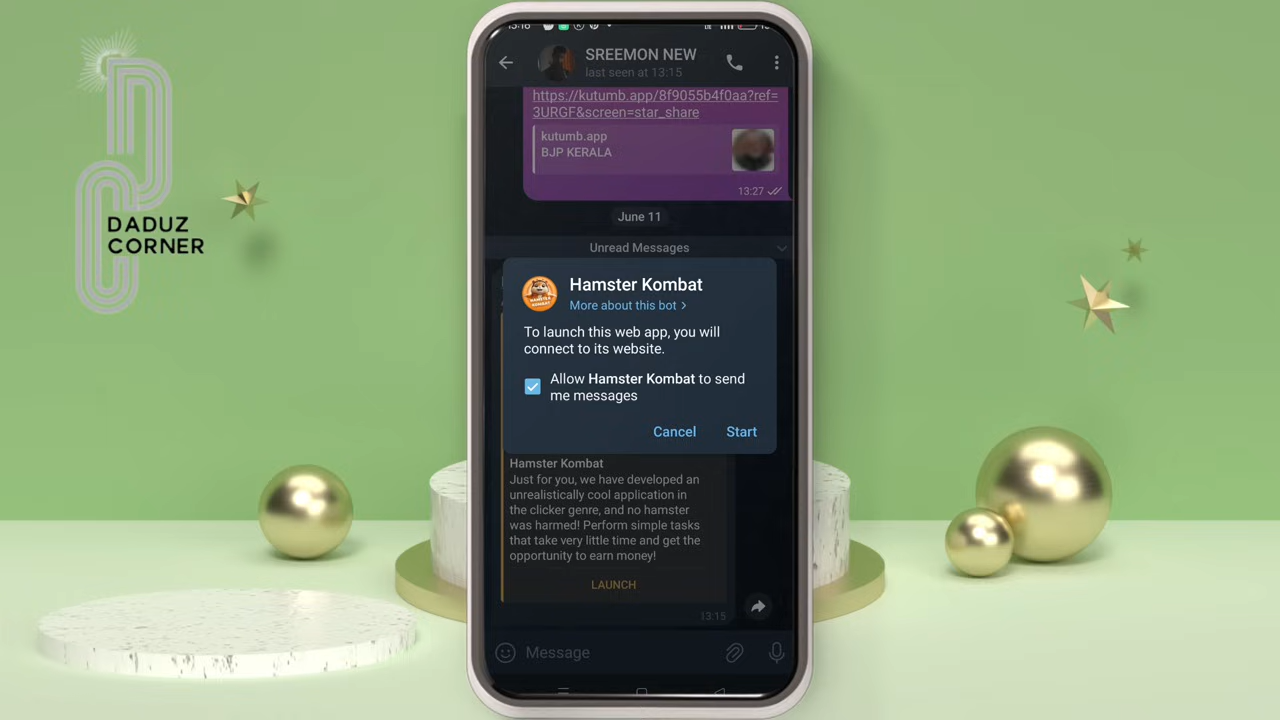 DADUZ
CORNER
13:16
SREEMON NEW
last seen at 13:15
https://kutumb.app/8f9055b4f0aa?ref=
3URGF&screen=star_share
kutumb.app
BJP KERALA
13:27
June 11
Unread Messages
Hamster Kombat
More about this bot
To launch this web app, you will
connect to its website.
Allow Hamster Kombat to send
me messages
Cancel Start
Hamster Kombat
Just for you, we have developed an
unrealistically cool application in
the clicker genre, and no hamster
was harmed! Perform simple tasks
that take very little time and get the
opportunity to earn money!
LAUNCH
13:15
Message